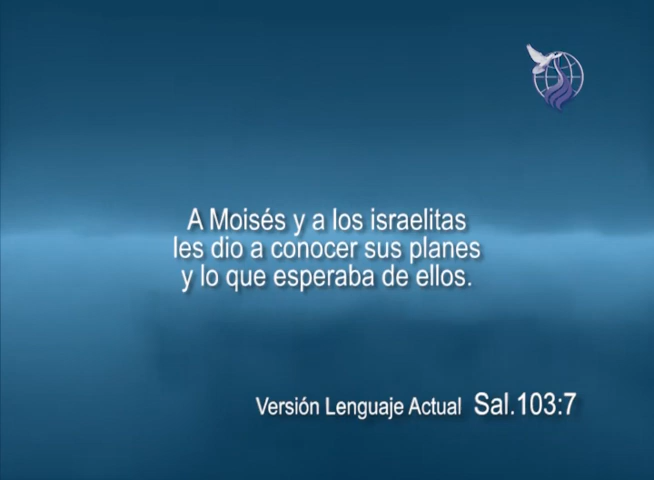 A Moisés y a los israelitas
les dio a conocer sus planes
y lo que esperaba de ellos.
Versión Lenguaje Actual Sal.103:7